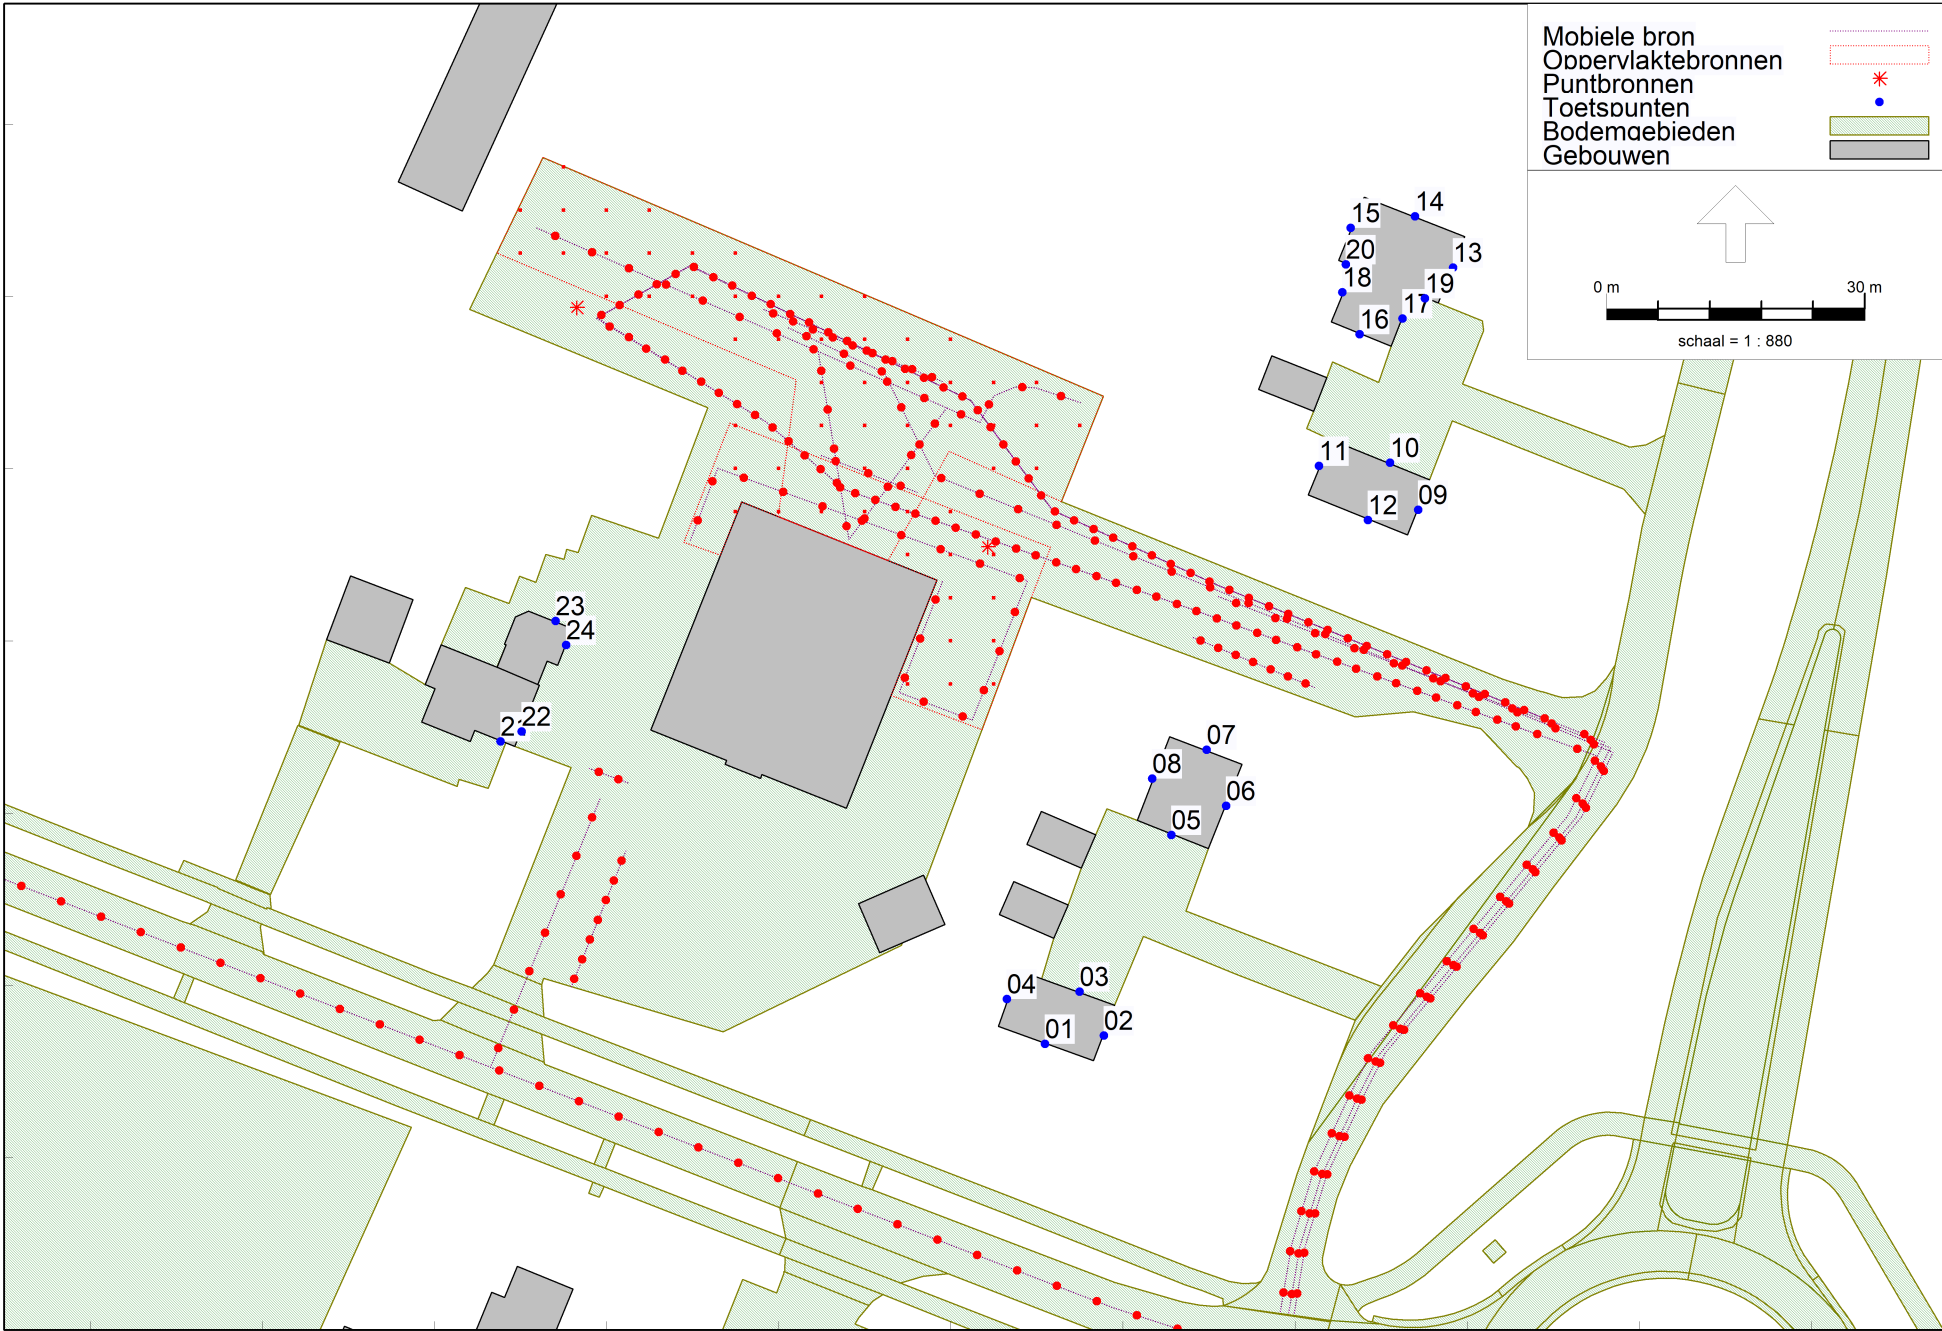 Mobiele bron
Oppervlaktebronnen
Puntbronnen
Toetspunten
Bodemgebieden
Gebouwen
0 m 30 m
schaal = 1 : 880
14
15
20
13
18
19
17
16
11
10
09
12
23
24
22
07
08
06
05
04
03
01
02